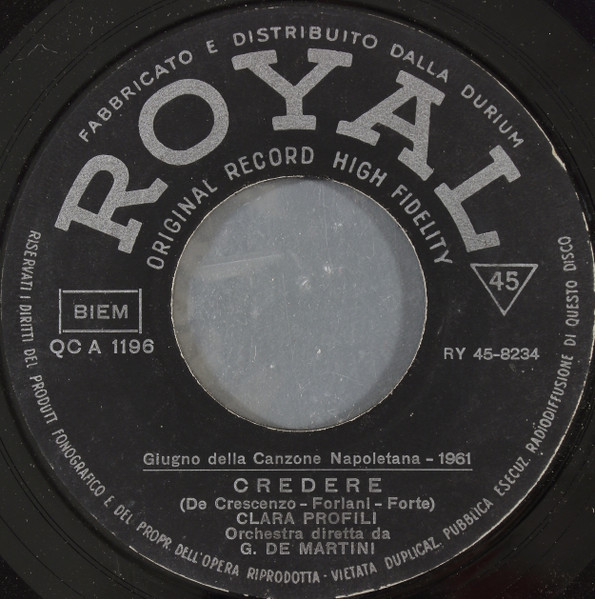 FABBRICATO E DISTRIBUITO DALLA DURIUM
ROYAL
ORIGINAL RECORD HIGH FIDELITY
45
BIEM
QC A 1196
RY 45-8234
Giugno della Canzone Napoletana - 1961
CREDERE
(De Crescenzo - Forlani - Forte)
CLARA PROFILI
Orchestra diretta da
G. DE MARTINI
RISERVATI I DIRITTI DEL PRODUTT FONOGRAFICO E DEL PROPR. DELL'OPERA RIPRODOTTA - VIETATA DUPLICAZ. PUBBLICA ESECUZ. RADIODIFFUSIONE DI QUESTO DISCO